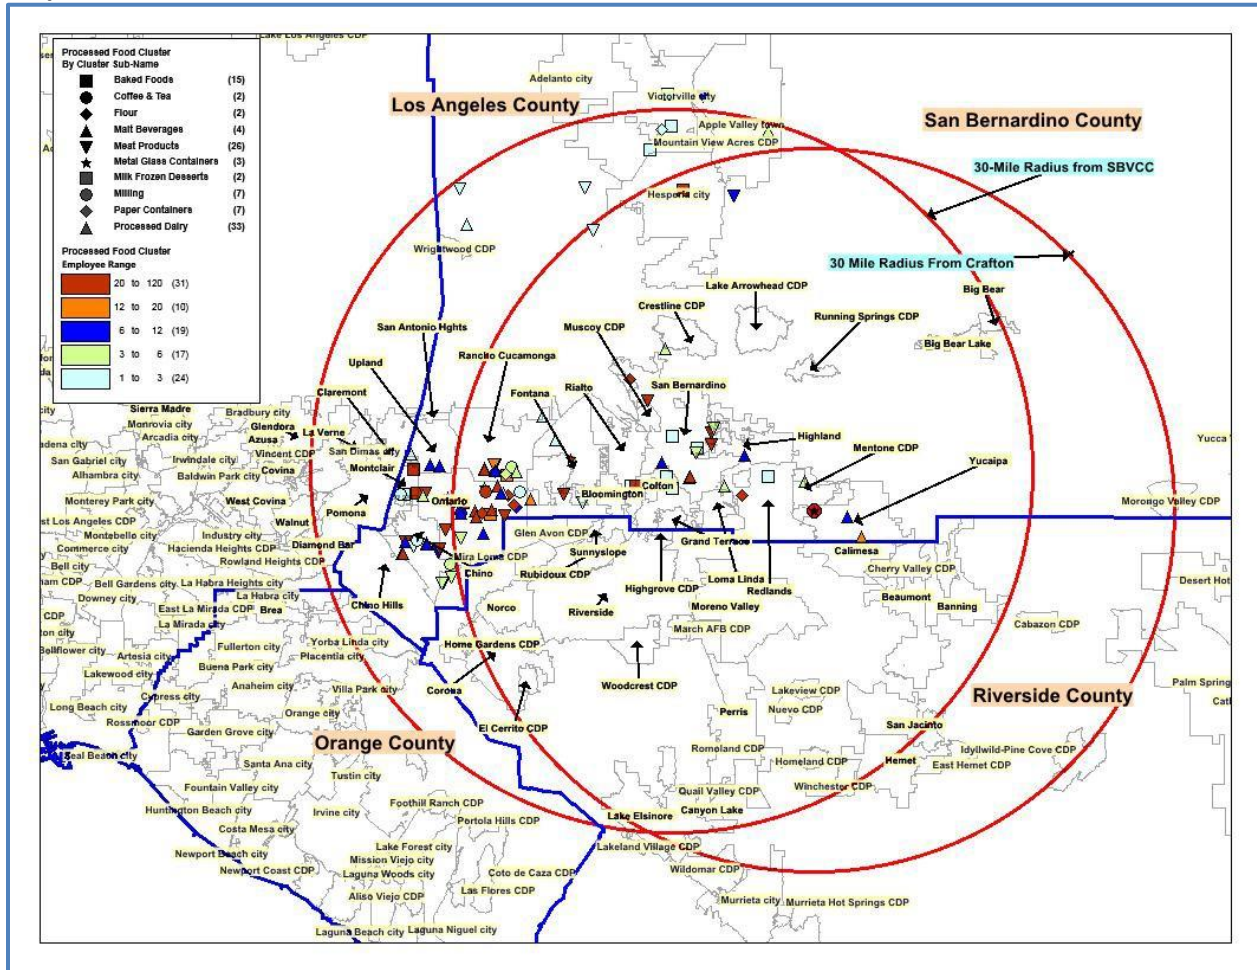 Lake Los Angeles CDP
Processed Food Cluster
By Cluster Sub-Name
Baked Foods (15)
Coffee & Tea (2)
Flour (2)
Malt Beverages (4)
Meat Products (26)
Metal Glass Containers (3)
Milk Frozen Desserts (2)
Milling (7)
Paper Containers (7)
Processed Dairy (33)
Processed Food Cluster
Employee Range
20 to 120 (31)
12 to 20 (10)
6 to 12 (19)
3 to 6 (17)
1 to 3 (24)
Adelanto city
Victorville city
Los Angeles County
San Bernardino County
Apple Valley town
Mountain View Acres CDP
30-Mile Radius from SBVCC
Hesperia city
Wrightwood CDP
30 Mile Radius From Crafton
Lake Arrowhead CDP
Big Bear
Crestline CDP
Running Springs CDP
San Antonio Hghts
Muscoy CDP
Big Bear Lake
Rancho Cucamonga
Upland
Claremont
Fontana
Rialto
San Bernardino
Sierra Madre
Bradbury city
Monrovia city
Glendora
La Verne
Arcadia city
Azusa
Highland
Yucca
San Dimas city
Vincent CDP
Mentone CDP
San Gabriel city
Irwindale city
Montclair
Yucaipa
Alhambra city
Baldwin Park city
Covina
Colton
Bloomington
Monterey Park city
West Covina
Ontario
Morongo Valley CDP
Pomona
st Los Angeles CDP
Walnut
Montebello city
Industry city
Glen Avon CDP
Grand Terrace
Commerce city
Hacienda Heights CDP
Diamond Bar
Mira Loma CDP
Sunnyslope
Calimesa
Bell city
Rowland Heights CDP
Chino
Rubidoux CDP
Cherry Valley CDP
ham CDP
Bell Gardens city
La Habra Heights city
Highgrove CDP
Loma Linda
Redlands
Desert Hot
Downey city
La Habra city
Beaumont
East La Mirada CDP
Brea
Chino Hills
Norco
Riverside
Moreno Valley
Banning
CDP
La Mirada city
March AFB CDP
Cabazon CDP
ton city
Fullerton city
Yorba Linda city
Home Gardens CDP
Bellflower city
Artesia city
Placentia city
Buena Park city
Lakewood city
Anaheim city
Villa Park city
Corona
Woodcrest CDP
Palm Spring
Cypress city
Lakeview CDP
Riverside County
Long Beach city
Orange city
Perris
Nuevo CDP
Rossmoor CDP
Garden Grove city
El Cerrito CDP
San Jacinto
Orange County
Seal Beach city
Romoland CDP
Idyllwild-Pine Cove CDP
Santa Ana city
Homeland CDP
Hemet
East Hemet CDP
Tustin city
Fountain Valley city
Quail Valley CDP
Winchester CDP
Foothill Ranch CDP
Huntington Beach city
Irvine city
Canyon Lake
Portola Hills CDP
Lake Elsinore
Costa Mesa city
Lake Forest city
Lakeland Village CDP
Newport Beach city
Mission Viejo city
Newport Coast CDP
Laguna Woods city
Coto de Caza CDP
Wildomar CDP
Aliso Viejo CDP
Las Flores CDP
Murrieta city
Murrieta Hot Springs CDP
Laguna Beach city
Laguna Niguel city